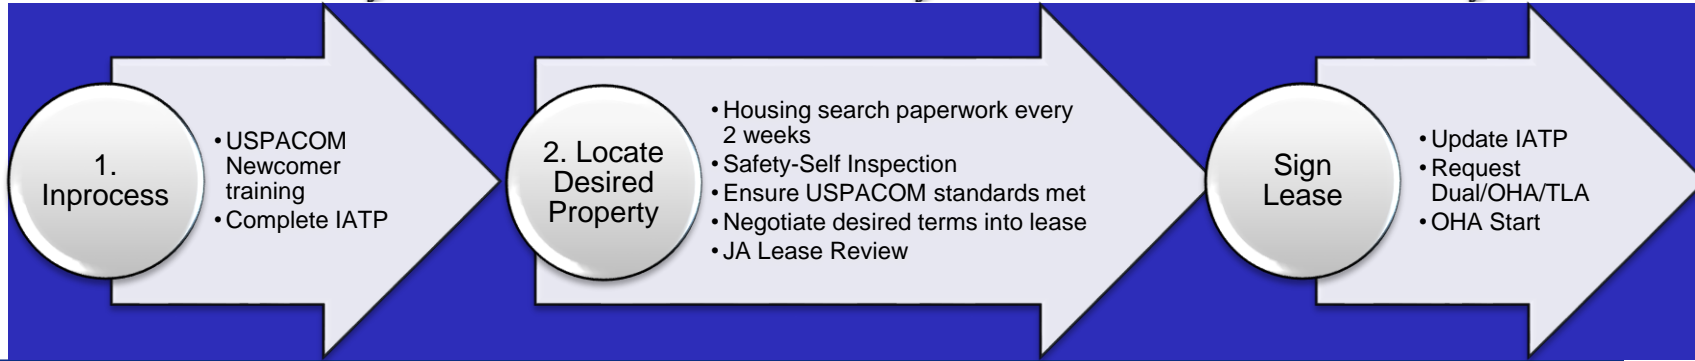 1.
Inprocess
• USPACOM
Newcomer
training
• Complete IATP
2. Locate
Desired
Property
• Housing search paperwork every
2 weeks
• Safety-Self Inspection
• Ensure USPACOM standards met
• Negotiate desired terms into lease
• JA Lease Review
Sign
Lease
• Update IATP
• Request
Dual/OHA/TLA
• OHA Start